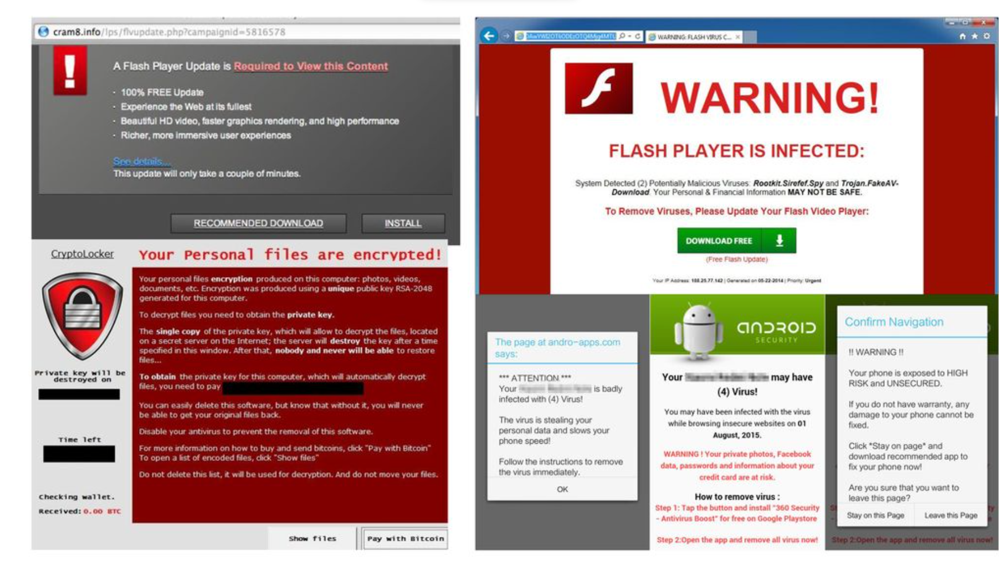 cram8.info/lps/flvupdate.php?campaignid=5816578
A Flash Player Update is Required to View this Content
· 100% FREE Update
· Experience the Web at its fullest
· Beautiful HD video, faster graphics rendering, and high performance
· Richer, more immersive user experiences
See details...
This update will only take a couple of minutes.
RECOMMENDED DOWNLOAD
INSTALL
CryptoLocker
Your Personal files are encrypted!
Your personal files encryption produced on this computer: photos, videos,
documents, etc. Encryption was produced using a unique public key RSA-2048
generated for this computer.
To decrypt files you need to obtain the private key.
The single copy of the private key, which will allow to decrypt the files, located
on a secret server on the Internet; the server will destroy the key after a time
specified in this window. After that, nobody and never will be able to restore
files...
To obtain the private key for this computer, which will automatically decrypt
files, you need to pay
You can easily delete this software, but know that without it, you will never
be able to get your original files back.
Disable your antivirus to prevent the removal of this software.
For more information on how to buy and send bitcoins, click "Pay with Bitcoin"
To open a list of encoded files, click "Show files"
Do not delete this list, it will be used for decryption. And do not move your files.
Private key will be
destroyed on
Time left
Checking wallet.
Received: 0.00 BTC
Show files
Pay with Bitcoin
WARNING: FLASH VIRUS C...
WARNING!
FLASH PLAYER IS INFECTED:
System Detected (2) Potentially Malicious Viruses: Rootkit.Sirefef.Spy and Trojan.FakeAV-
Download. Your Personal & Financial Information MAY NOT BE SAFE.
To Remove Viruses, Please Update Your Flash Video Player:
DOWNLOAD FREE
(Free Flash Update)
Your IP Address: 188.25.77.142 | Generated on 05-22-2014 | Priority: Urgent
The page at andro-apps.com
says:
*** ATTENTION ***
Your is badly
infected with (4) Virus!
The virus is stealing your
personal data and slows your
phone speed!
Follow the instructions to remove
the virus immediately.
OK
ANDROID
SECURITY
Your may have
(4) Virus!
You may have been infected with the virus
while browsing insecure websites on 01
August, 2015.
WARNING ! Your private photos, Facebook
data, passwords and information about your
credit card are at risk.
How to remove virus :
Step 1: Tap the button and install "360 Security
- Antivirus Boost" for free on Google Playstore
Step 2:Open the app and remove all virus now!
Confirm Navigation
!! WARNING !!
Your phone is exposed to HIGH
RISK and UNSECURED.
If you do not have warranty, any
damage to your phone cannot be
fixed.
Click *Stay on page* and
download recommended app to
fix your phone now!
Are you sure that you want to
leave this page?
Stay on this Page
Leave this Page
Step 2:Open the app and remove all virus now!